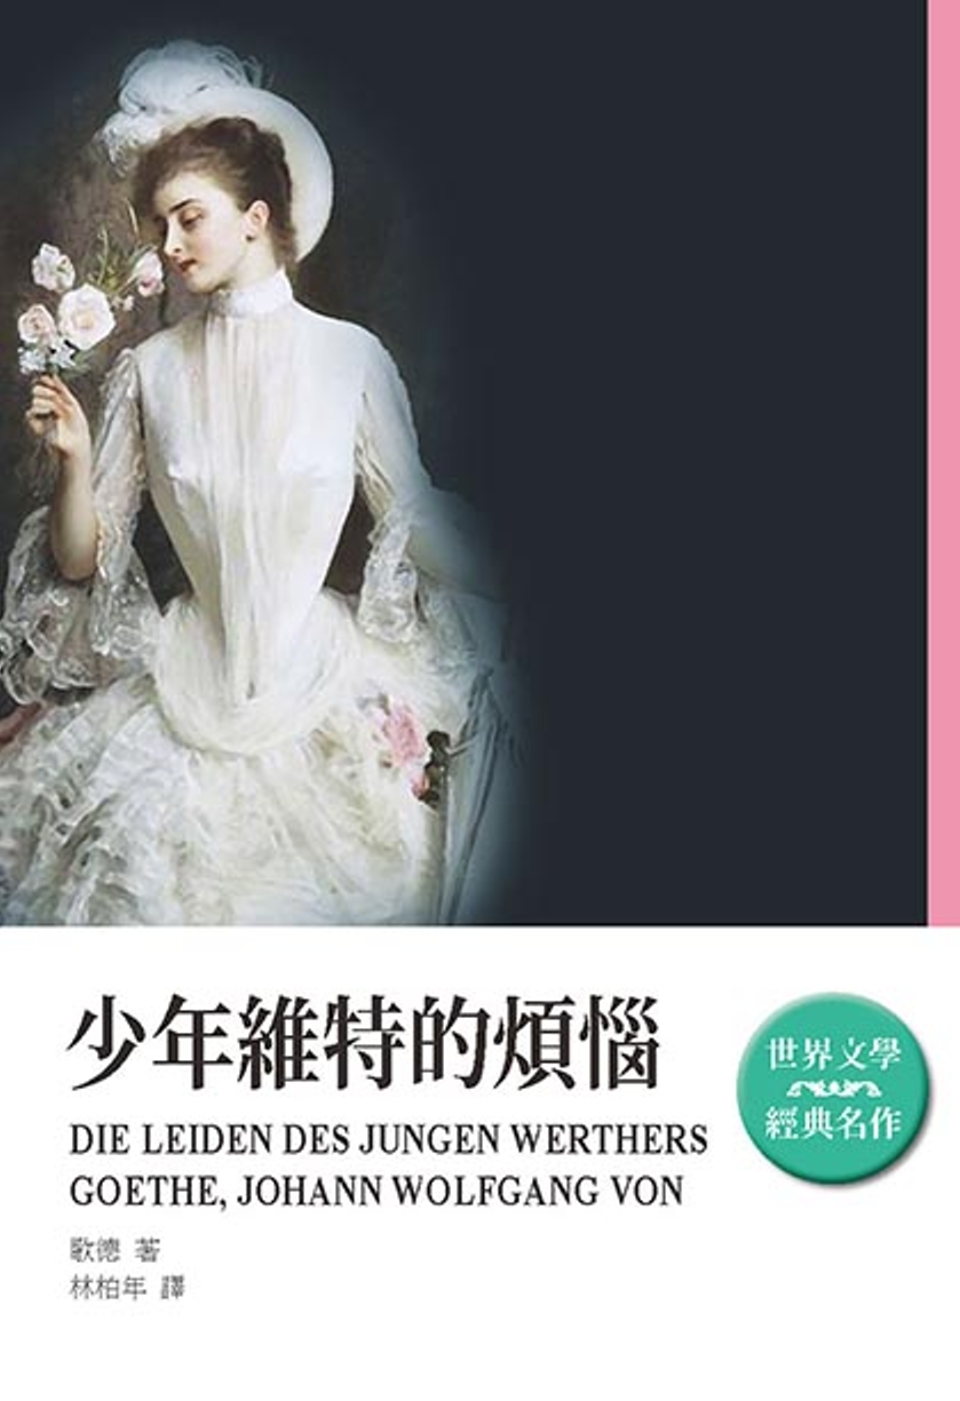 少年維特的煩惱
DIE LEIDEN DES JUNGEN WERTHERS
GOETHE, JOHANN WOLFGANG VON
歌德 著
林柏年 譯
世界文學
經典名作